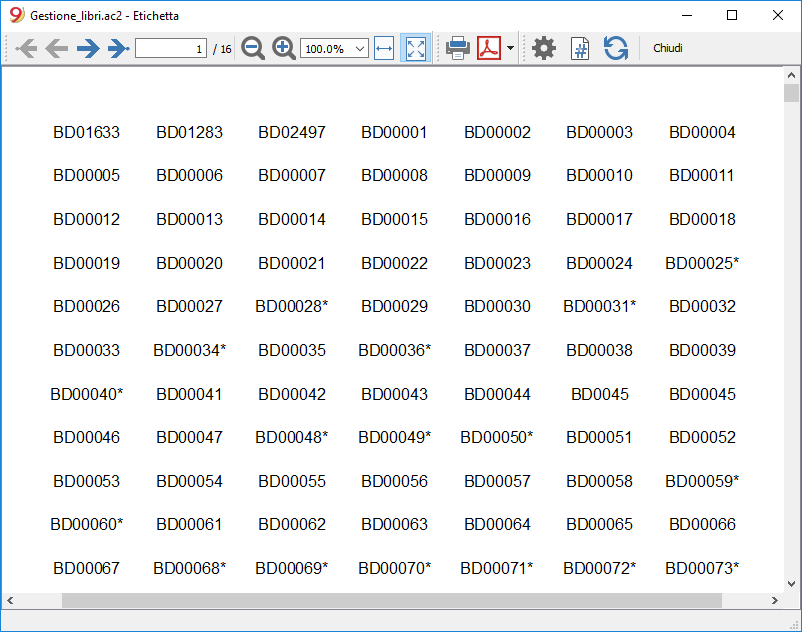 Gestione_libri.ac2 - Etichetta
1 / 16 100.0% # Chiudi
BD01633 BD01283 BD02497 BD00001 BD00002 BD00003 BD00004
BD00005 BD00006 BD00007 BD00008 BD00009 BD00010 BD00011
BD00012 BD00013 BD00014 BD00015 BD00016 BD00017 BD00018
BD00019 BD00020 BD00021 BD00022 BD00023 BD00024 BD00025*
BD00026 BD00027 BD00028* BD00029 BD00030 BD00031* BD00032
BD00033 BD00034* BD00035 BD00036* BD00037 BD00038 BD00039
BD00040* BD00041 BD00042 BD00043 BD00044 BD0045 BD00045
BD00046 BD00047 BD00048* BD00049* BD00050* BD00051 BD00052
BD00053 BD00054 BD00055 BD00056 BD00057 BD00058 BD00059*
BD00060* BD00061 BD00062 BD00063 BD00064 BD00065 BD00066
BD00067 BD00068* BD00069* BD00070* BD00071* BD00072* BD00073*